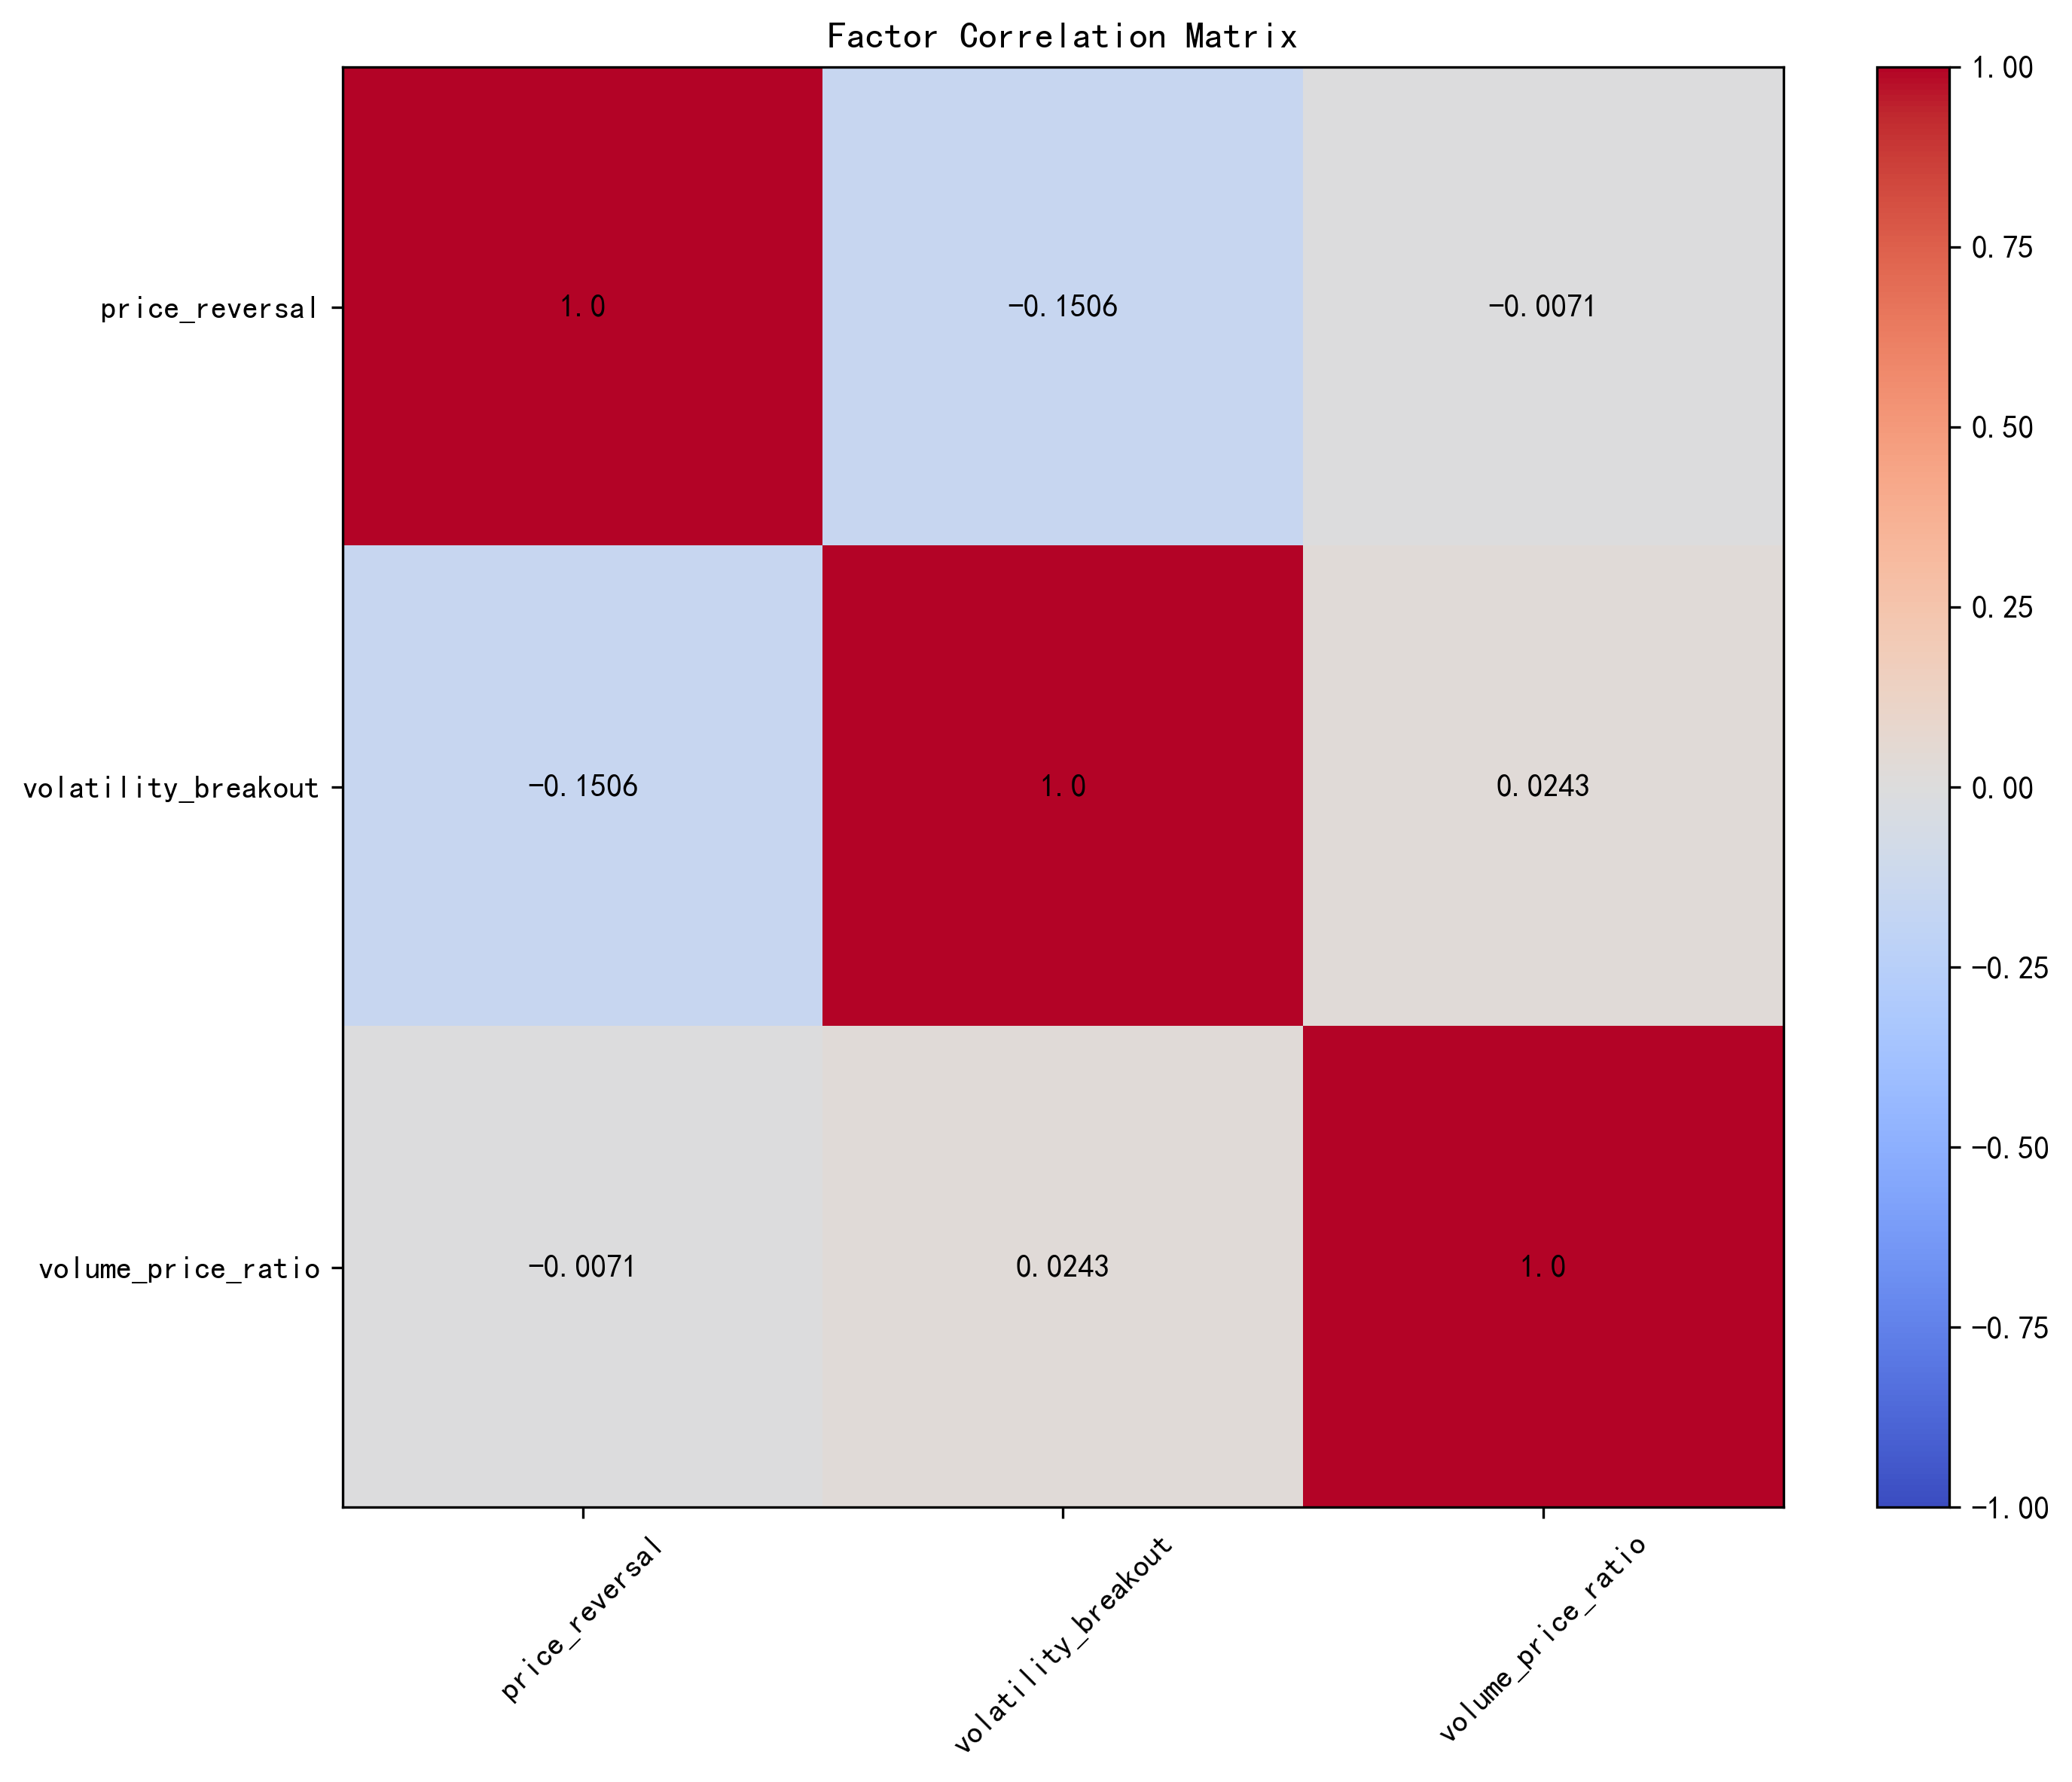 Factor Correlation Matrix
price_reversal 1.0 −0.1506 −0.0071
volatility_breakout −0.1506 1.0 0.0243
volume_price_ratio −0.0071 0.0243 1.0
price_reversal volatility_breakout volume_price_ratio
1.00
0.75
0.50
0.25
0.00
−0.25
−0.50
−0.75
−1.00